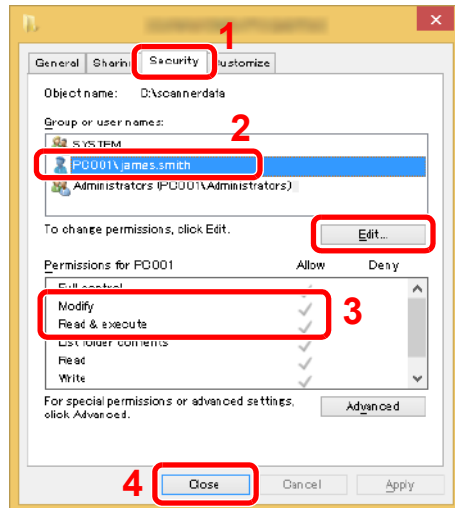 1
General Sharin Security ustomize
Object name: D:\scannerdata
Group or user names:
2
SYSTEM
PC001\james.smith
Administrators (PC001\Administrators)
To change permissions, click Edit.
Edit...
Permissions for PC001 Allow Deny
Full control
Modify
3
Read & execute
List folder contents
Read
Write
For special permissions or advanced settings,
click Advanced.
Advanced
4
Close Cancel Apply